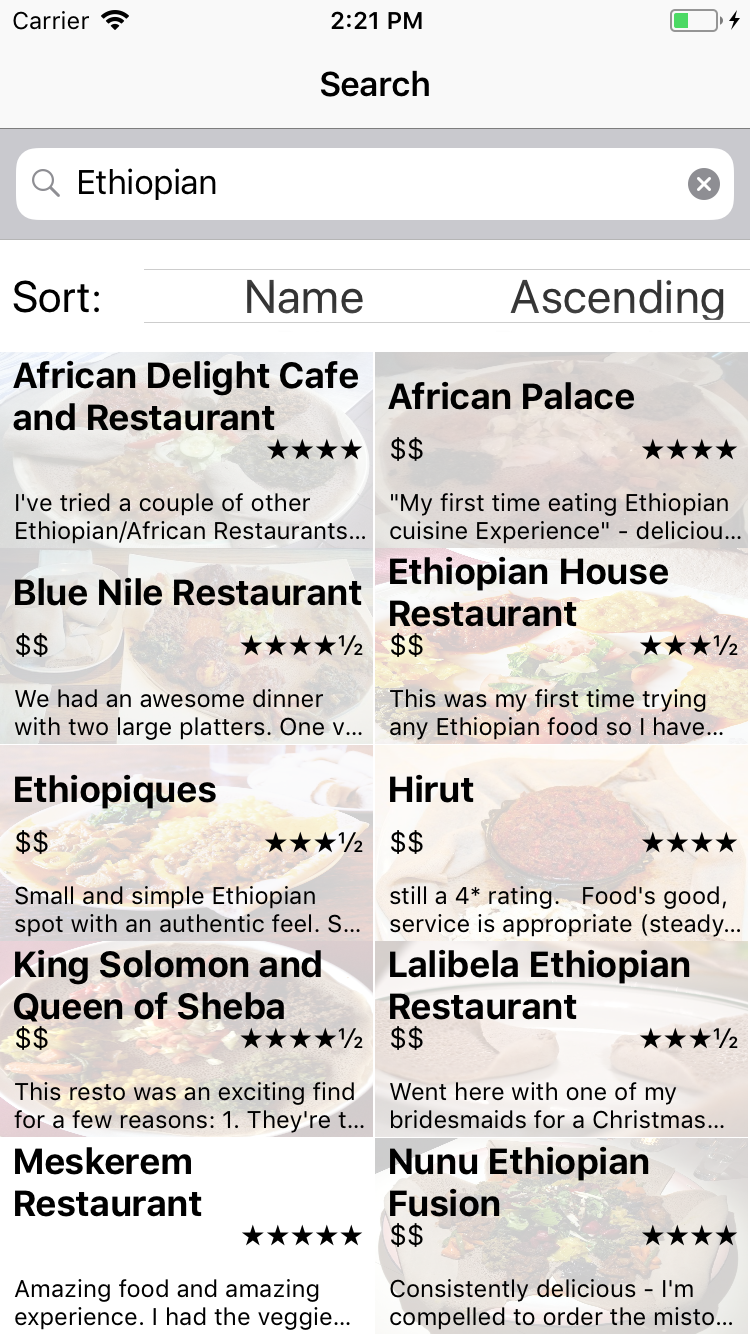 Carrier 2:21 PM
Search
Ethiopian
Sort: Name Ascending
African Delight Cafe
and Restaurant
★★★★
I've tried a couple of other
Ethiopian/African Restaurants...
African Palace
$$ ★★★★
"My first time eating Ethiopian
cuisine Experience" - deliciou...
Blue Nile Restaurant
$$ ★★★★½
We had an awesome dinner
with two large platters. One v...
Ethiopian House
Restaurant
$$ ★★★½
This was my first time trying
any Ethiopian food so I have...
Ethiopiques
$$ ★★★½
Small and simple Ethiopian
spot with an authentic feel. S...
Hirut
$$ ★★★★
still a 4* rating.   Food's good,
service is appropriate (steady...
King Solomon and
Queen of Sheba
$$ ★★★★½
This resto was an exciting find
for a few reasons: 1. They're t...
Lalibela Ethiopian
Restaurant
$$ ★★★½
Went here with one of my
bridesmaids for a Christmas...
Meskerem
Restaurant
★★★★★
Amazing food and amazing
experience. I had the veggie...
Nunu Ethiopian
Fusion
$$ ★★★★
Consistently delicious - I'm
compelled to order the misto...